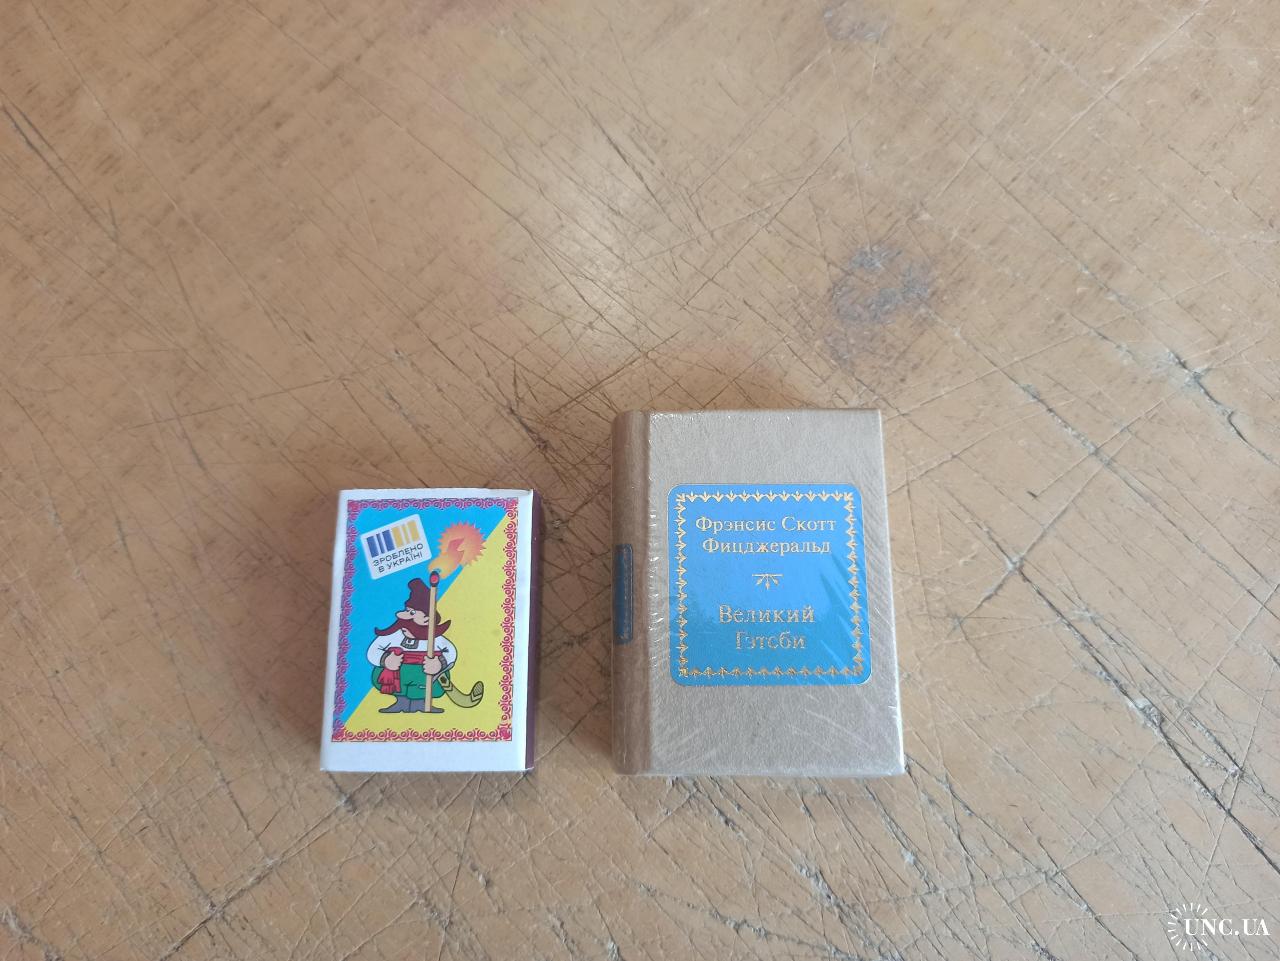 ЗРОБЛЕНО
В УКРАЇНІ
Фрэнсис Скотт
Фицджеральд
Великий
Гэтсби
UNC.UA